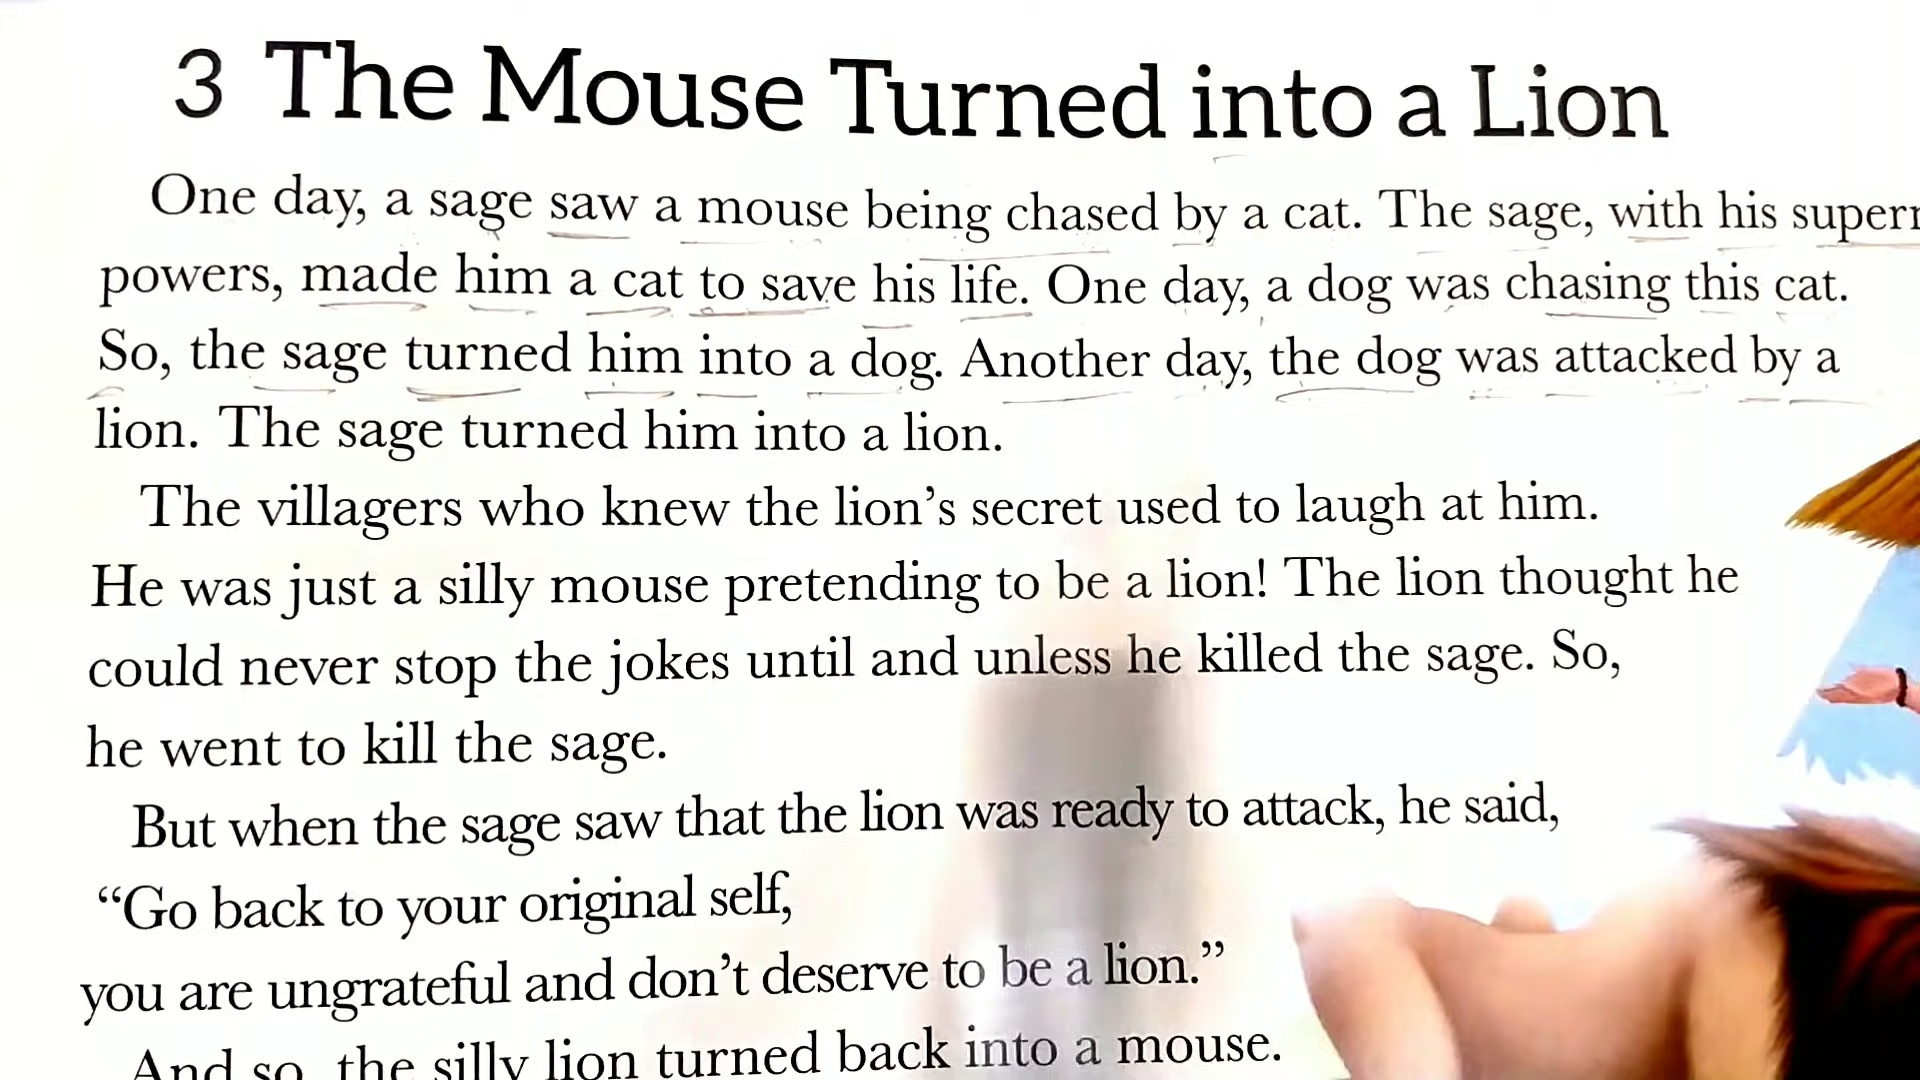 3 The Mouse Turned into a Lion
One day, a sage saw a mouse being chased by a cat. The sage, with his
powers, made him a cat to save his life. One day, a dog was chasing this cat.
So, the sage turned him into a dog. Another day, the dog was attacked by a
lion. The sage turned him into a lion.
The villagers who knew the lion’s secret used to laugh at him.
He was just a silly mouse pretending to be a lion! The lion thought he
could never stop the jokes until and unless he killed the sage. So,
he went to kill the sage.
But when the sage saw that the lion was ready to attack, he said,
“Go back to your original self,
you are ungrateful and don’t deserve to be a lion.”
And so, the silly lion turned back into a mouse.